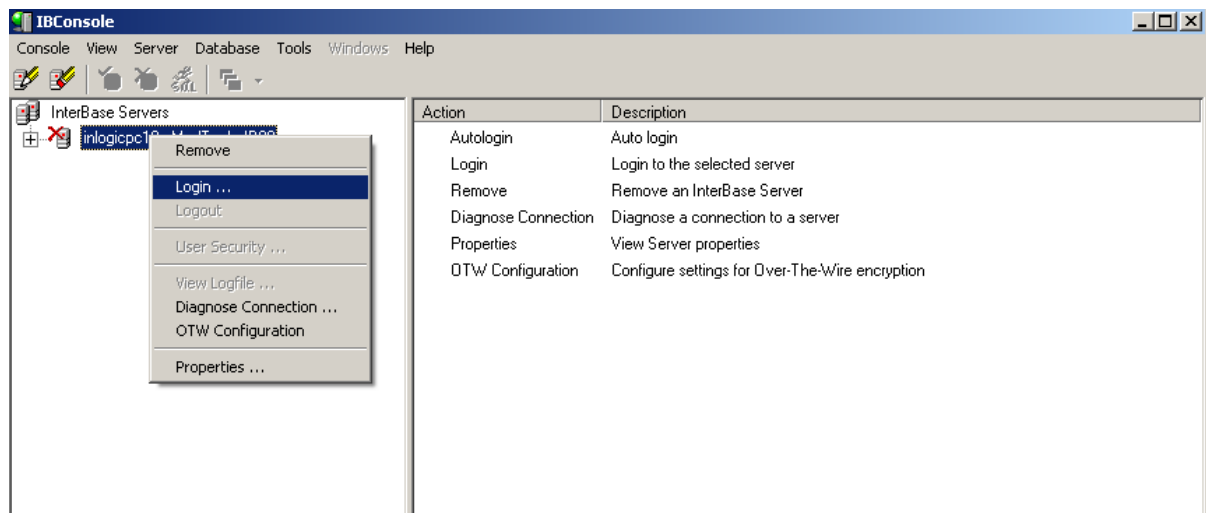 IBConsole
Console View Server Database Tools Windows Help
SQL
InterBase Servers
Action Description
Autologin Auto login
Login Login to the selected server
Remove Remove an InterBase Server
Diagnose Connection Diagnose a connection to a server
Properties View Server properties
OTW Configuration Configure settings for Over-The-Wire encryption
Remove
Login ...
Logout
User Security ...
View Logfile ...
Diagnose Connection ...
OTW Configuration
Properties ...